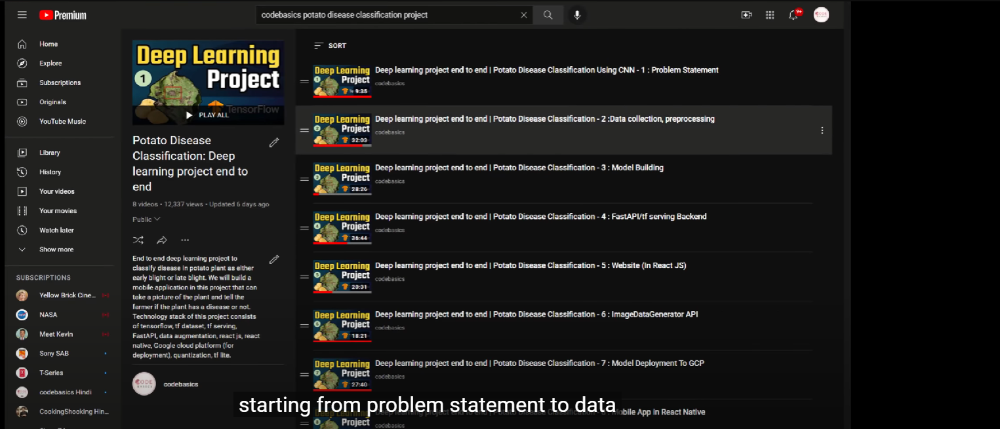 Premium
codebasics potato disease classification project
9+
Home
Explore
Subscriptions
Originals
YouTube Music
Library
History
Your videos
Your movies
Watch later
Show more
SUBSCRIPTIONS
Yellow Brick Cine...
NASA
Meet Kevin
Sony SAB
T-Series
codebasics Hindi
CookingShooking Hin...
Deep Learning
1
Project
TensorFlow
PLAY ALL
Potato Disease
Classification: Deep
learning project end to
end
8 videos • 12,337 views • Updated 6 days ago
Public
End to end deep learning project to
classify disease in potato plant as either
early blight or late blight. We will build a
mobile application in this project that can
take a picture of the plant and tell the
farmer if the plant has a disease or not.
Technology stack of this project consists
of tensorflow, tf dataset, tf serving,
FastAPI, data augmentation, react js, react
native, Google cloud platform (for
deployment), quantization, tf lite.
CODE
BASICS
codebasics
SORT
Deep Learning
1
Project
9:35
Deep learning project end to end | Potato Disease Classification Using CNN - 1 : Problem Statement
codebasics
Deep Learning
2
Project
32:03
Deep learning project end to end | Potato Disease Classification - 2 :Data collection, preprocessing
codebasics
Deep Learning
3
Project
28:26
Deep learning project end to end | Potato Disease Classification - 3 : Model Building
codebasics
Deep Learning
4
Project
36:44
Deep learning project end to end | Potato Disease Classification - 4 : FastAPI/tf serving Backend
codebasics
Deep Learning
5
Project
20:31
Deep learning project end to end | Potato Disease Classification - 5 : Website (In React JS)
codebasics
Deep Learning
6
Project
18:21
Deep learning project end to end | Potato Disease Classification - 6 : ImageDataGenerator API
codebasics
Deep Learning
7
Project
27:40
Deep learning project end to end | Potato Disease Classification - 7 : Model Deployment To GCP
codebasics
Deep Learning
Project
Deep learning project end to end | Potato Disease Classification - 8 : Mobile App in React Native
codebasics
starting from problem statement to data